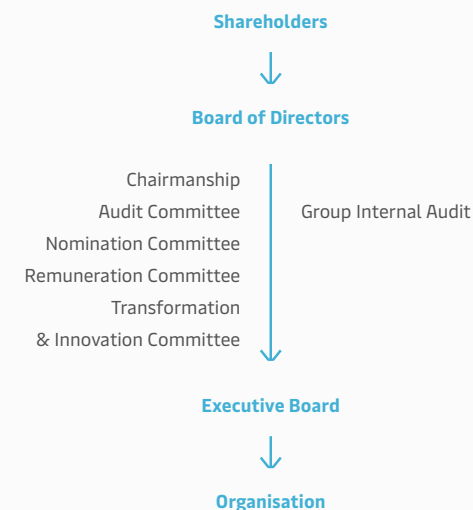 Shareholders
Board of Directors
Chairmanship
Audit Committee
Group Internal Audit
Nomination Committee
Remuneration Committee
Transformation
& Innovation Committee
Executive Board
Organisation